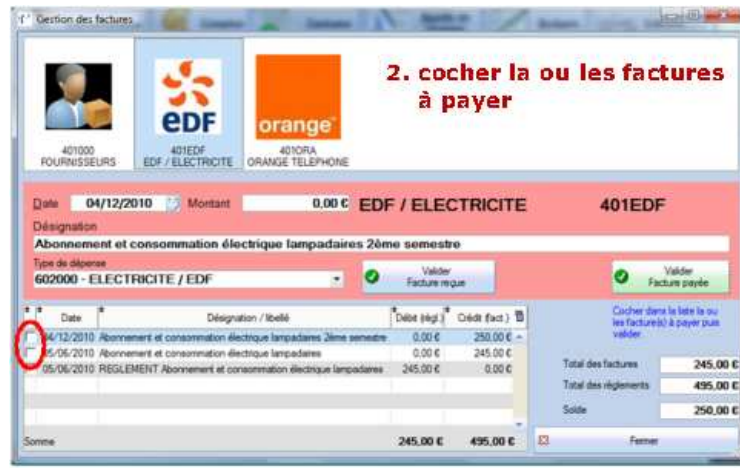 Gestion des factures
2. cocher la ou les factures
à payer
eDF
orange
401000
FOURNISSEURS
401EDF
EDF / ELECTRICITE
401ORA
ORANGE TELEPHONE
Date 04/12/2010 Montant 0,00 € EDF / ELECTRICITE 401EDF
Désignation
Abonnement et consommation électrique lampadaires 2ème semestre
Type de dépense
602000 - ELECTRICITE / EDF
Valider
Facture reçue
Valider
Facture payée
Date Désignation / libellé Débit (règl.) Crédit (fact.)
04/12/2010 Abonnement et consommation électrique lampadaires 2ème semestre 0,00 € 250,00 €
05/06/2010 Abonnement et consommation électrique lampadaires 0,00 € 245,00 €
05/06/2010 REGLEMENT Abonnement et consommation électrique lampadaires 245,00 € 0,00 €
Somme 245,00 € 495,00 €
Cocher dans la liste la ou
les facture(s) à payer puis
valider.
Total des factures 245,00 €
Total des règlements 495,00 €
Solde 250,00 €
Fermer